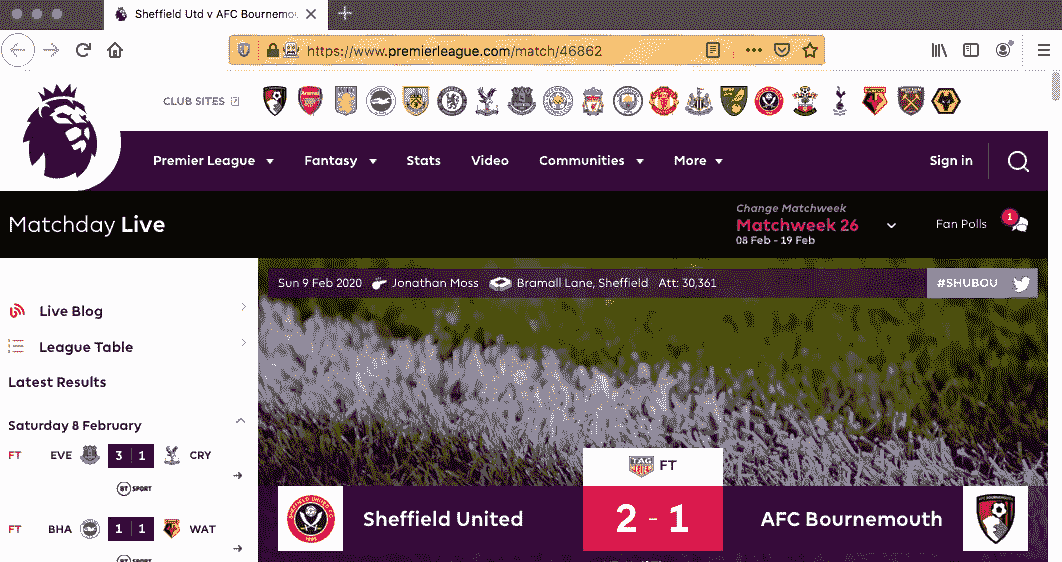 Sheffield Utd v AFC Bournemou
https://www.premierleague.com/match/46862
CLUB SITES
Premier League Fantasy Stats Video Communities More Sign in
Matchday Live
Change Matchweek
Matchweek 26
08 Feb - 19 Feb
Fan Polls
1
Sun 9 Feb 2020 Jonathan Moss Bramall Lane, Sheffield Att: 30,361
#SHUBOU
Live Blog
League Table
Latest Results
Saturday 8 February
FT EVE 3 1 CRY
BT SPORT
FT BHA 1 1 WAT
TAG FT
Sheffield United 2 - 1 AFC Bournemouth